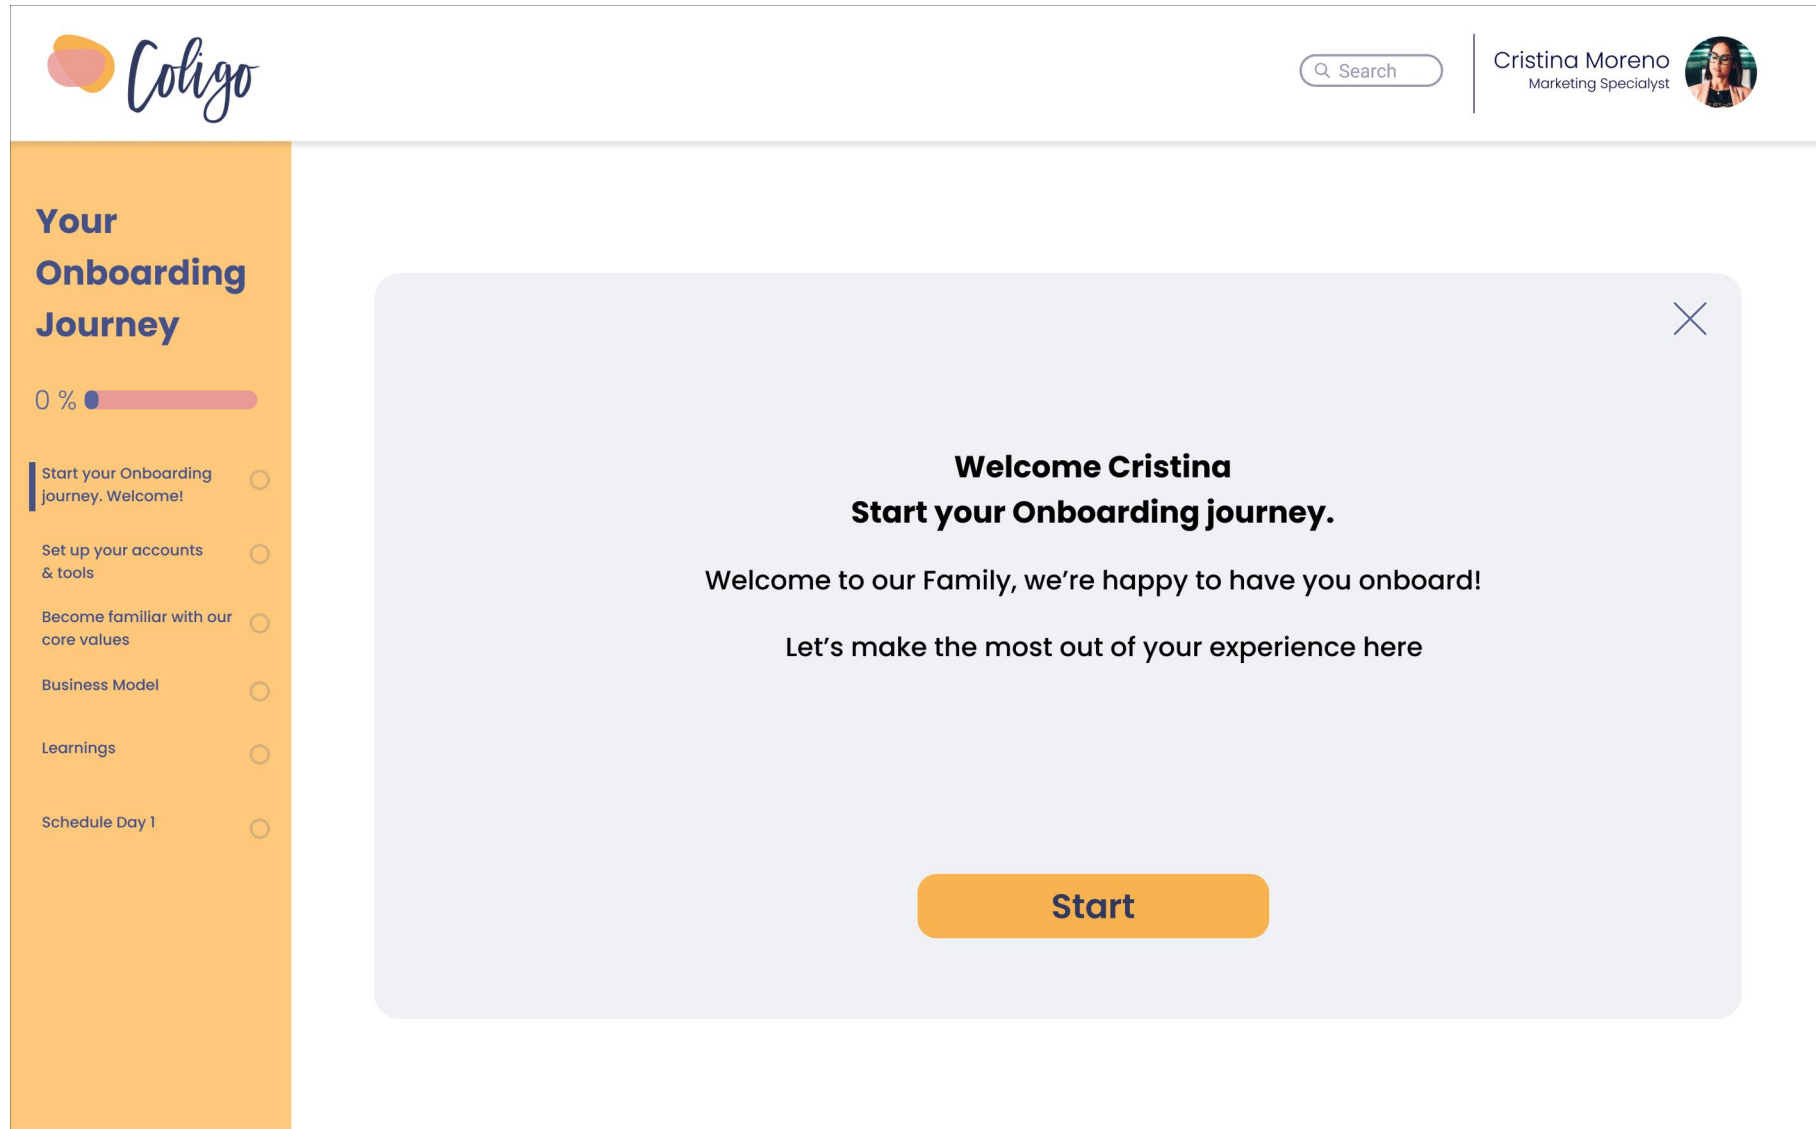 Coligo
Search
Cristina Moreno
Marketing Specialyst
Your
Onboarding
Journey
0 %
Start your Onboarding
journey. Welcome!
Set up your accounts
& tools
Become familiar with our
core values
Business Model
Learnings
Schedule Day 1
Welcome Cristina
Start your Onboarding journey.
Welcome to our Family, we’re happy to have you onboard!
Let’s make the most out of your experience here
Start